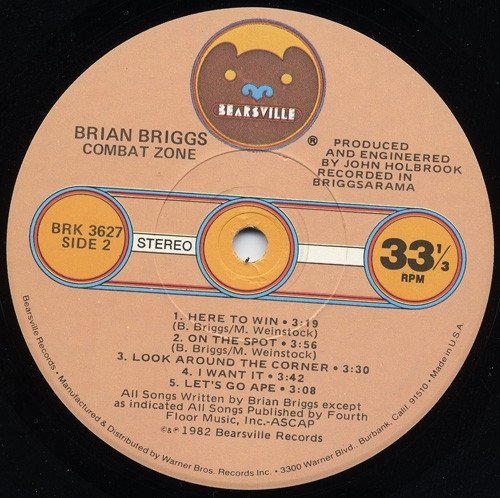 BEARSVILLE
®
BRIAN BRIGGS
COMBAT ZONE
PRODUCED
AND ENGINEERED
BY JOHN HOLBROOK
RECORDED IN
BRIGGSARAMA
BRK 3627
SIDE 2
STEREO
33 1/3
RPM
1. HERE TO WIN • 3:19
(B. Briggs/M. Weinstock)
2. ON THE SPOT • 3:56
(B. Briggs/M. Weinstock)
3. LOOK AROUND THE CORNER • 3:30
4. I WANT IT • 3:42
5. LET'S GO APE • 3:08
All Songs Written by Brian Briggs except
as indicated All Songs Published by Fourth
Floor Music, Inc.-ASCAP
©&℗ 1982 Bearsville Records
Bearsville Records • Manufactured & Distributed by Warner Bros. Records Inc. • 3300 Warner Blvd., Burbank, Calif. 91510 • Made in U.S.A.